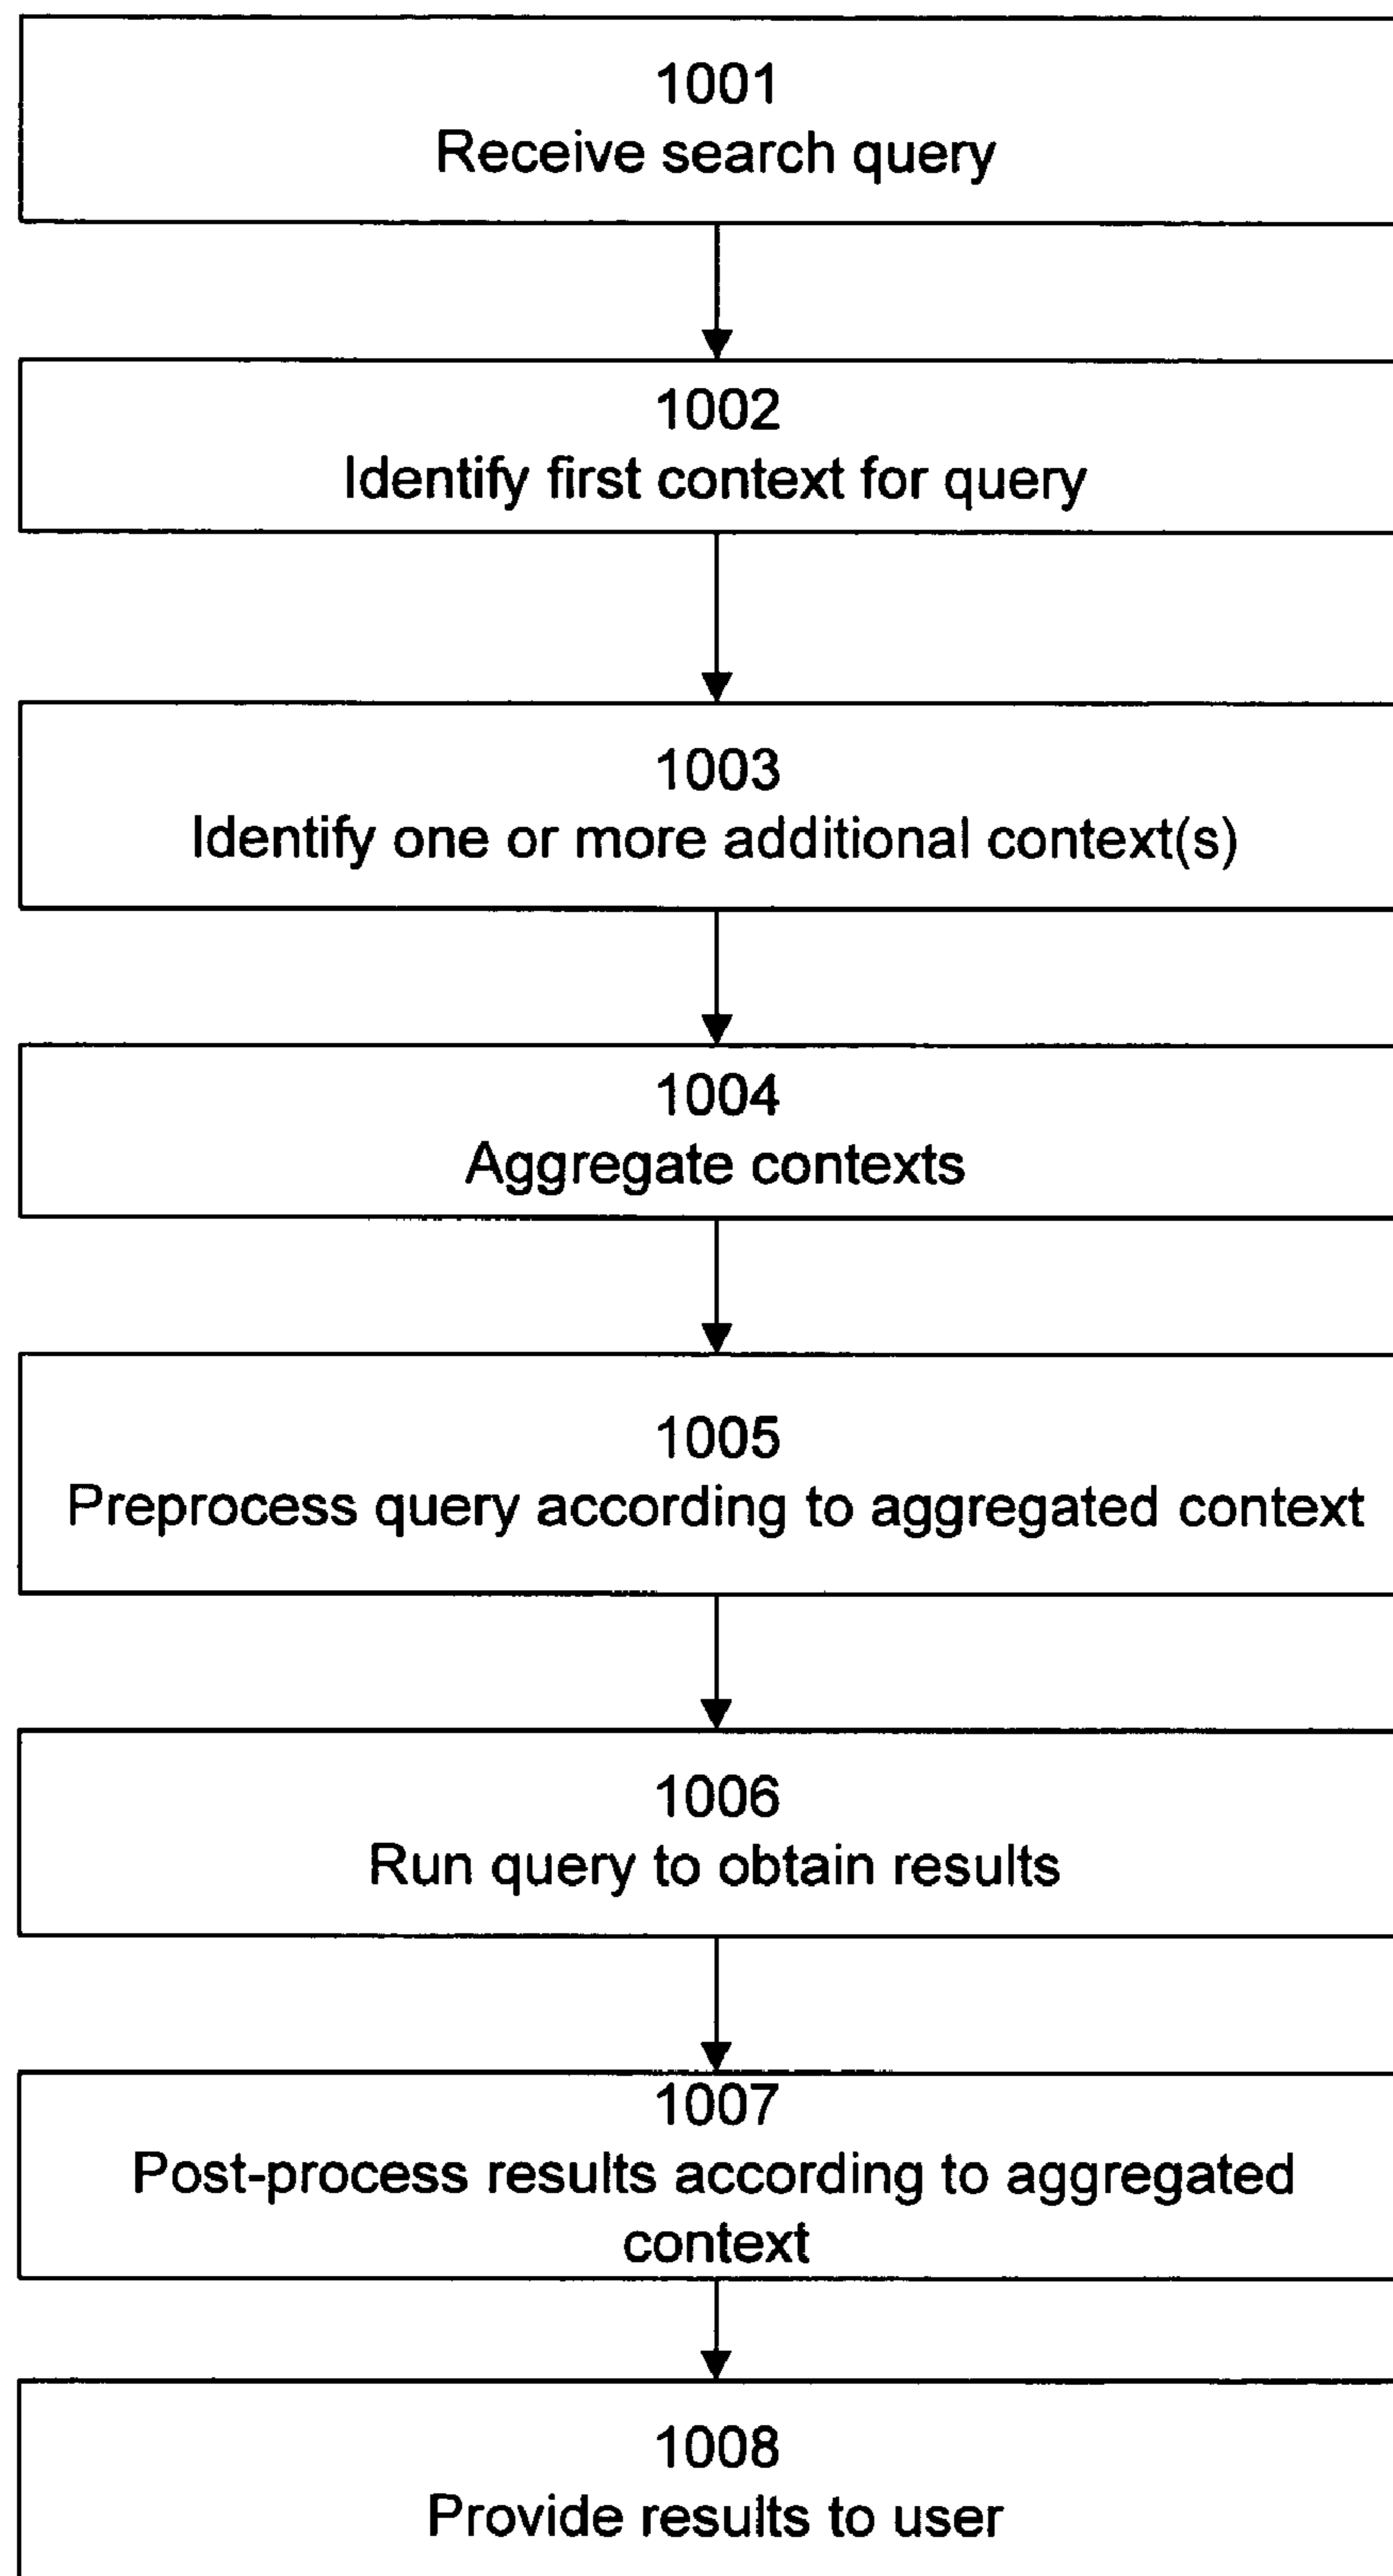 1001
Receive search query
1002
Identify first context for query
1003
Identify one or more additional context(s)
1004
Aggregate contexts
1005
Preprocess query according to aggregated context
1006
Run query to obtain results
1007
Post-process results according to aggregated
context
1008
Provide results to user